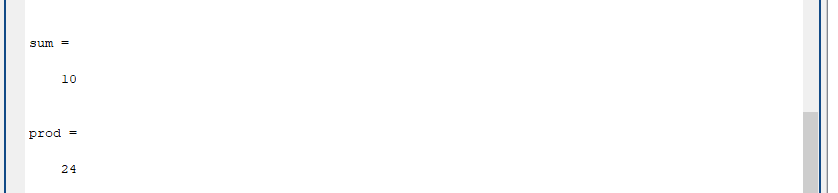 sum =
10
prod =
24